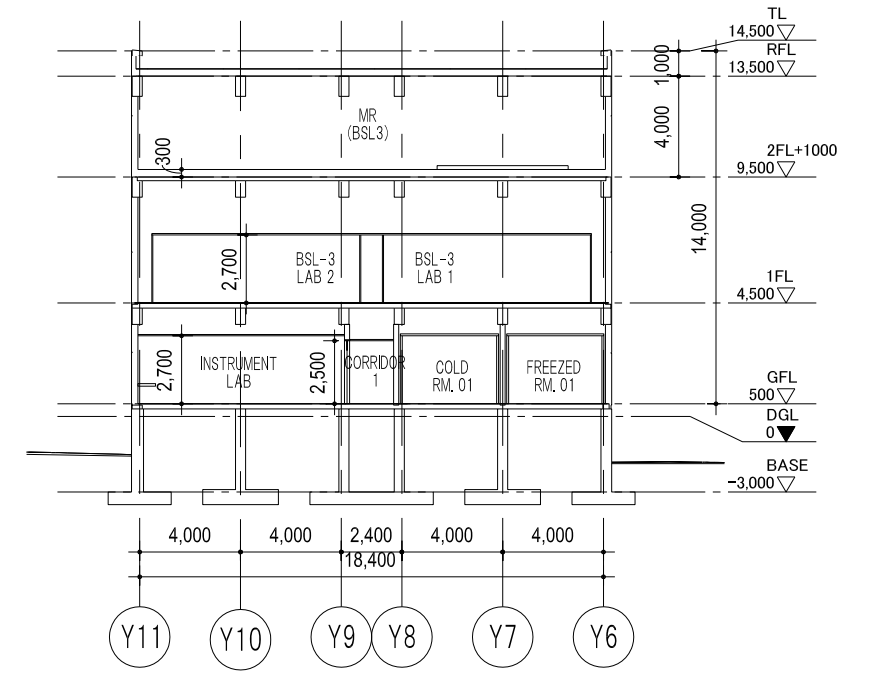 TL
14,500
RFL
13,500
1,000
MR
(BSL3)
4,000
300
2FL+1000
9,500
14,000
BSL-3
LAB 2
BSL-3
LAB 1
2,700
1FL
4,500
INSTRUMENT
LAB
CORRIDOR
1
COLD
RM. 01
FREEZED
RM. 01
2,700
2,500
GFL
500
DGL
0
BASE
-3,000
4,000
4,000
2,400
4,000
4,000
18,400
Y11
Y10
Y9
Y8
Y7
Y6